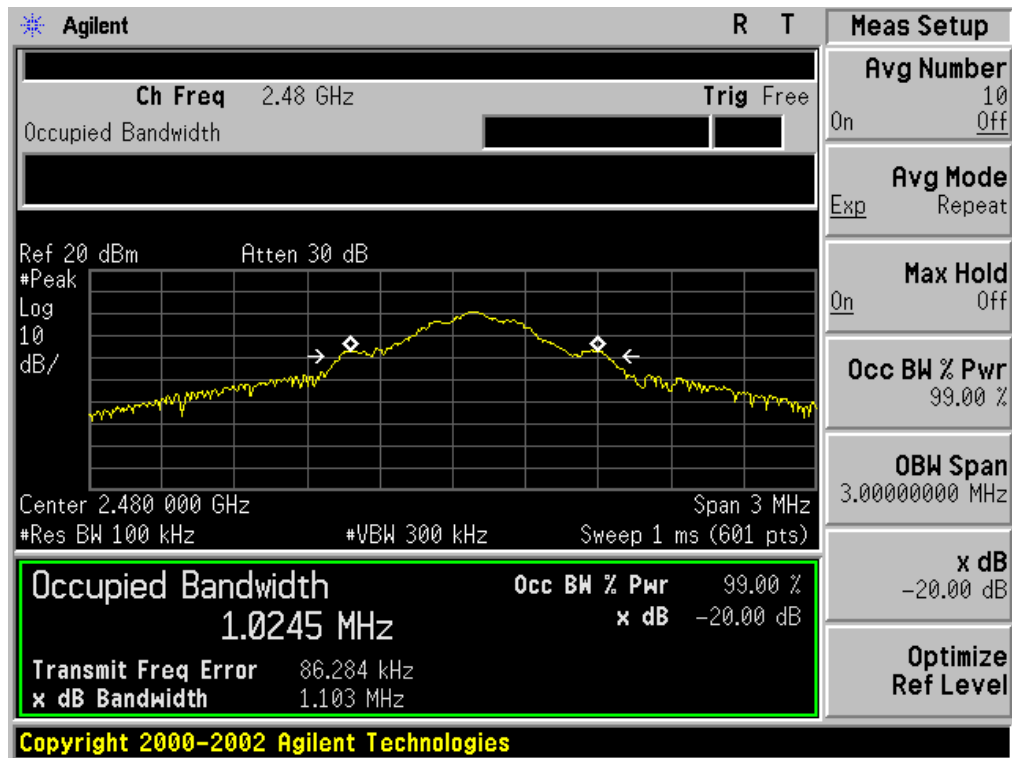 Agilent
R T
Ch Freq 2.48 GHz
Trig Free
Occupied Bandwidth
Ref 20 dBm
Atten 30 dB
#Peak
Log
10
dB/
Center 2.480 000 GHz
Span 3 MHz
#Res BW 100 kHz
#VBW 300 kHz
Sweep 1 ms (601 pts)
Occupied Bandwidth
1.0245 MHz
Occ BW % Pwr 99.00 %
x dB -20.00 dB
Transmit Freq Error 86.284 kHz
x dB Bandwidth 1.103 MHz
Copyright 2000-2002 Agilent Technologies
Meas Setup
Avg Number
10
On Off
Avg Mode
Exp Repeat
Max Hold
On Off
Occ BW % Pwr
99.00 %
OBW Span
3.00000000 MHz
x dB
-20.00 dB
Optimize
Ref Level